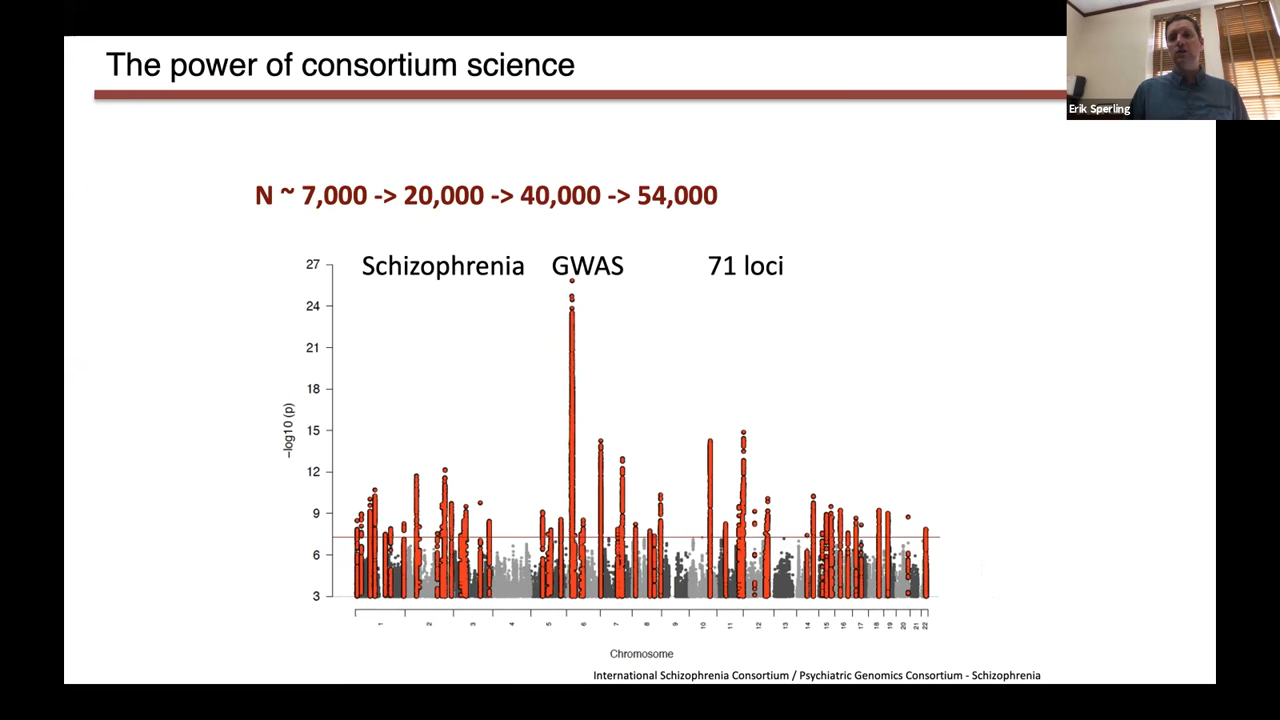 The power of consortium science
Erik Sperling
N ~ 7,000 -> 20,000 -> 40,000 -> 54,000
Schizophrenia GWAS 71 loci
27
24
21
18
15
12
9
6
3
−log10 (p)
1 2 3 4 5 6 7 8 9 10 11 12 13 14 15 16 17 18 19 20 21 22
Chromosome
International Schizophrenia Consortium / Psychiatric Genomics Consortium - Schizophrenia